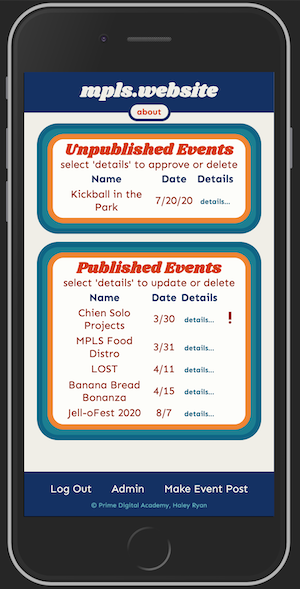 mpls.website
about
Unpublished Events
select 'details' to approve or delete
Name Date Details
Kickball in the
Park 7/20/20 details...
Published Events
select 'details' to update or delete
Name Date Details
Chien Solo
Projects 3/30 details... !
MPLS Food
Distro 3/31 details...
LOST 4/11 details...
Banana Bread
Bonanza 4/15 details...
Jell-oFest 2020 8/7 details...
Log Out Admin Make Event Post
© Prime Digital Academy, Haley Ryan